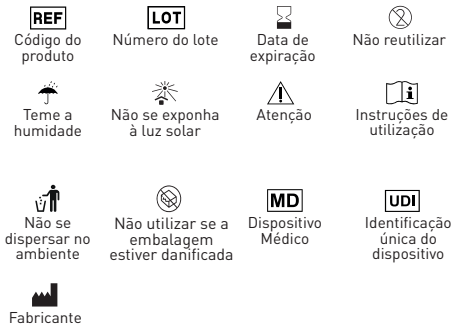 REF
Código do
produto
LOT
Número do lote
Data de
expiração
2
Não reutilizar
Teme a
humidade
Não se exponha
à luz solar
Atenção
i
Instruções de
utilização
Não se
dispersar no
ambiente
Não utilizar se a
embalagem
estiver danificada
MD
Dispositivo
Médico
UDI
Identificação
única do
dispositivo
Fabricante